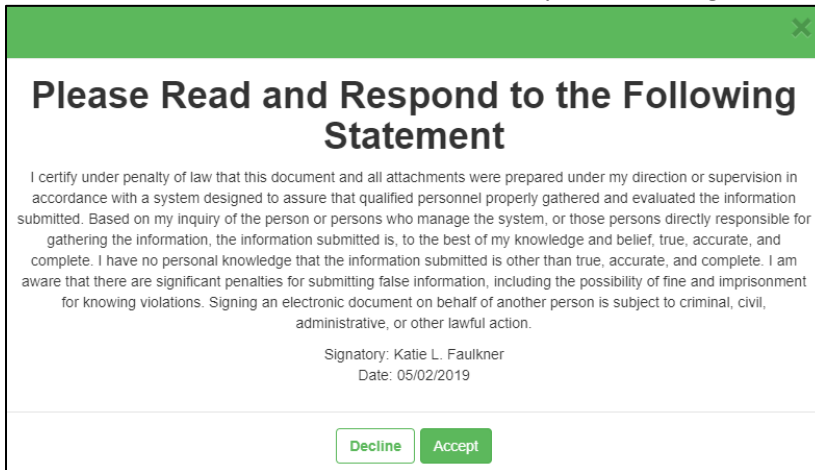 Please Read and Respond to the Following
Statement
I certify under penalty of law that this document and all attachments were prepared under my direction or supervision in
accordance with a system designed to assure that qualified personnel properly gathered and evaluated the information
submitted. Based on my inquiry of the person or persons who manage the system, or those persons directly responsible for
gathering the information, the information submitted is, to the best of my knowledge and belief, true, accurate, and
complete. I have no personal knowledge that the information submitted is other than true, accurate, and complete. I am
aware that there are significant penalties for submitting false information, including the possibility of fine and imprisonment
for knowing violations. Signing an electronic document on behalf of another person is subject to criminal, civil,
administrative, or other lawful action.
Signatory: Katie L. Faulkner
Date: 05/02/2019
Decline Accept